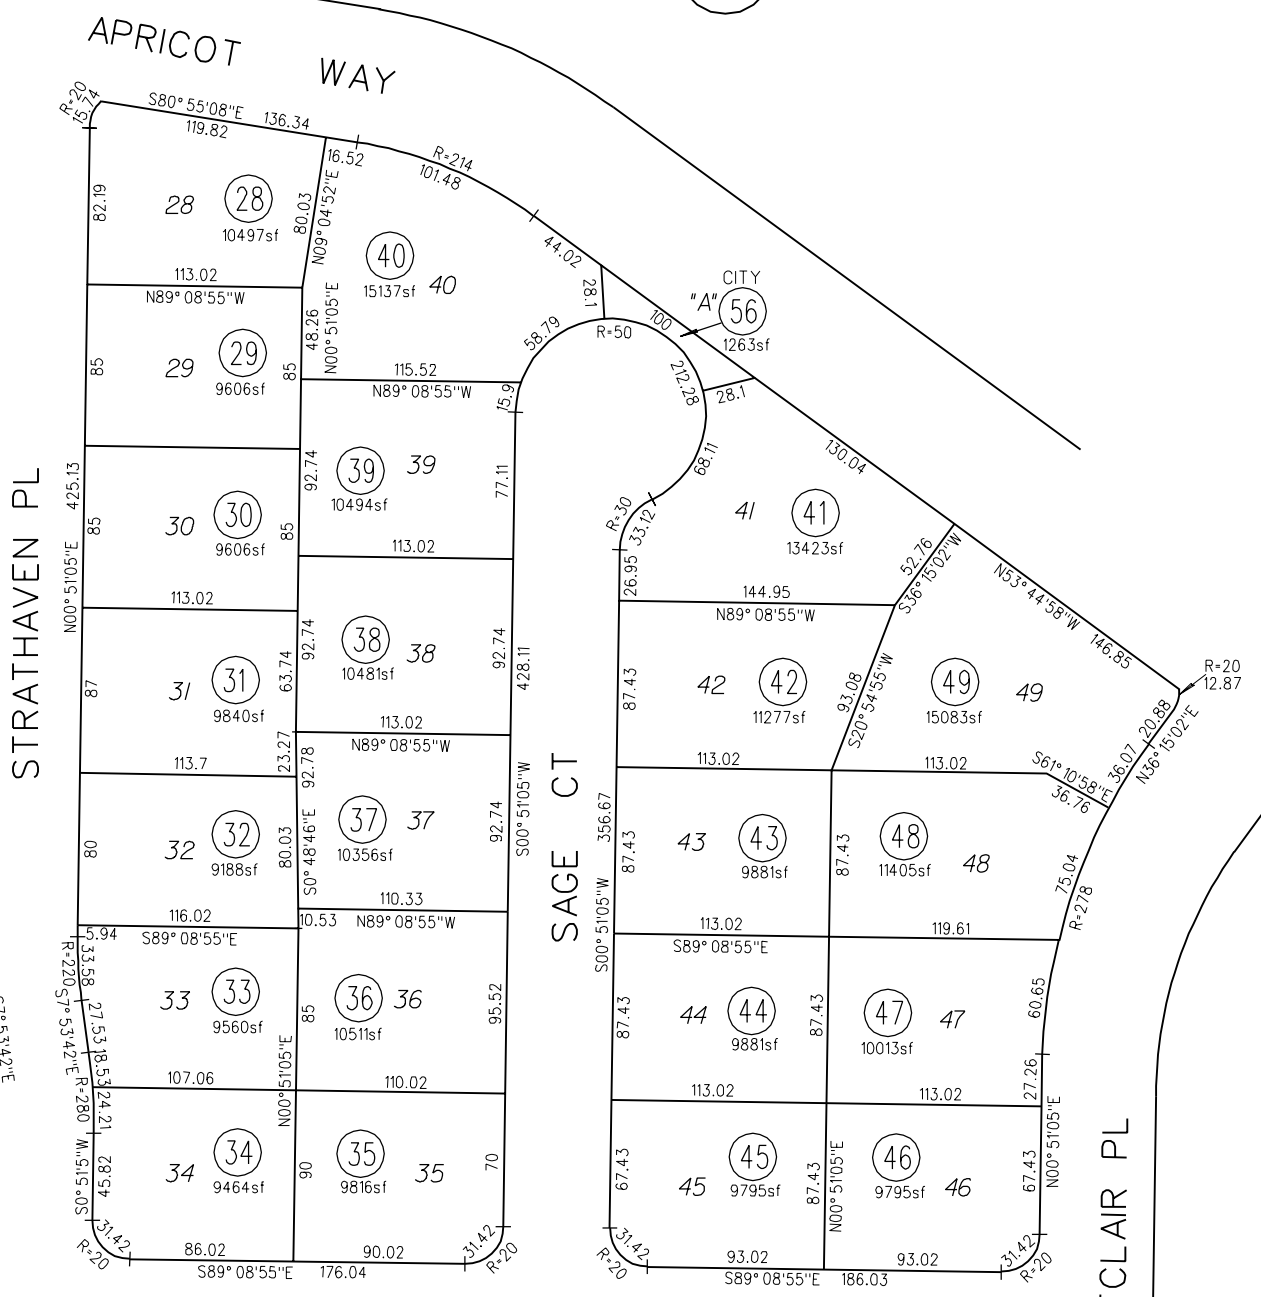 APRICOT WAY
R=20
15.74
S80° 55'08"E
119.82
136.34
16.52
R=214
101.48
82.19
28
28
10497sf
80.03
N09° 04'52"E
40
15137sf
40
44.02
28.1
CITY
"A"
56
1263sf
100
113.02
N89° 08'55"W
48.26
N00° 51'05"E
58.79
R=50
212.28
28.1
29
29
9606sf
85
85
115.52
N89° 08'55"W
15.9
68.11
130.04
STRATHAVEN PL
425.13
N00° 51'05"E
30
30
9606sf
85
85
92.74
39
10494sf
39
77.11
113.02
R=30
33.12
26.95
41
41
13423sf
52.76
S36° 15'02"W
144.95
N89° 08'55"W
N53° 44'58"W
146.85
113.02
31
31
9840sf
87
63.74
92.74
38
10481sf
38
92.74
428.11
113.02
N89° 08'55"W
87.43
42
42
11277sf
93.08
S20° 54'55"W
49
15083sf
49
R=20
12.87
20.88
N36° 15'02"E
36.07
113.7
23.27
92.78
113.02
113.02
S61° 10'58"E
36.76
SAGE CT
S00° 51'05"W
356.67
S00° 51'05"W
80
32
32
9188sf
80.03
S0° 48'46"E
37
10356sf
37
92.74
110.33
N89° 08'55"W
87.43
43
43
9881sf
87.43
48
11405sf
48
75.04
R=278
116.02
S89° 08'55"E
10.53
5.94
113.02
S89° 08'55"E
119.61
R=220
33.58
S7° 53'42"E
27.53
18.53
33
33
9560sf
85
N00° 51'05"E
36
10511sf
36
95.52
87.43
44
44
9881sf
87.43
47
10013sf
47
60.65
27.26
S7° 53'42"E
107.06
110.02
113.02
113.02
R=280
24.21
S0° 51'5"W
45.82
34
34
9464sf
90
35
9816sf
35
70
67.43
45
45
9795sf
87.43
N00° 51'05"E
46
9795sf
46
67.43
N00° 51'05"E
CLAIR PL
31.42
R=20
86.02
90.02
31.42
R=20
S89° 08'55"E
176.04
31.42
R=20
93.02
93.02
31.42
R=20
S89° 08'55"E
186.03